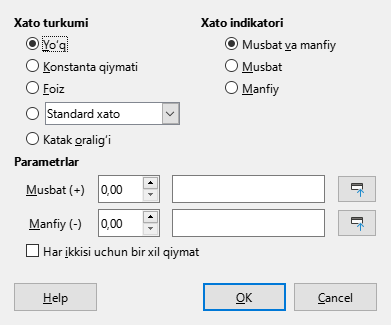 Xato turkumi
Yo'q
Konstanta qiymati
Foiz
Standard xato
Katak oralig'i
Xato indikatori
Musbat va manfiy
Musbat
Manfiy
Parametrlar
Musbat (+) 0,00
Manfiy (-) 0,00
Har ikkisi uchun bir xil qiymat
Help OK Cancel